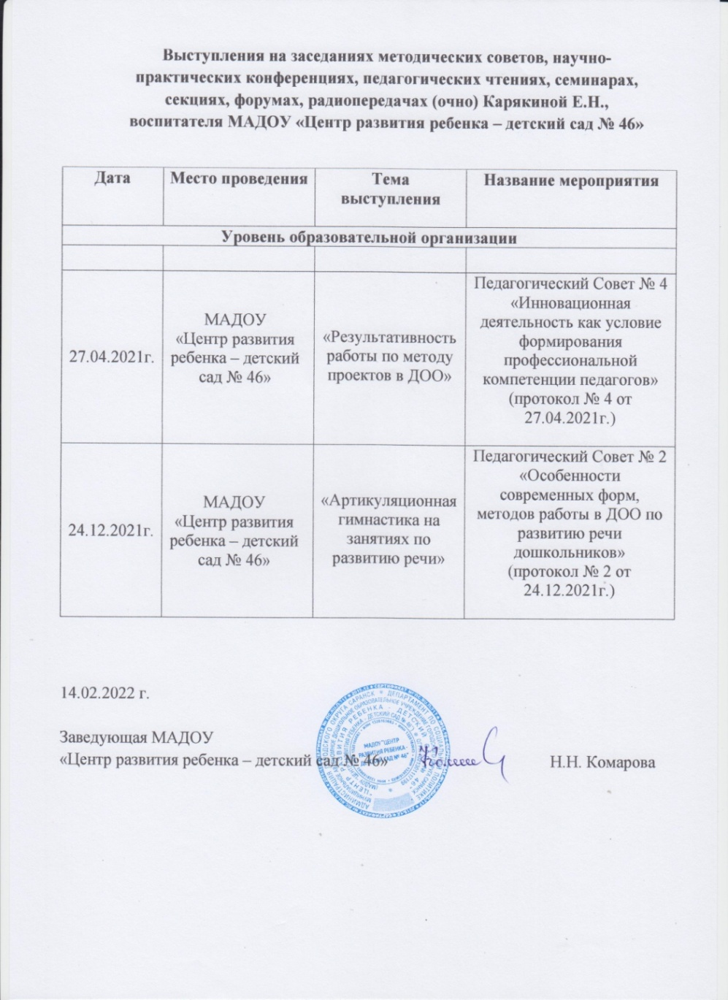 Выступления на заседаниях методических советов, научно-
практических конференциях, педагогических чтениях, семинарах,
секциях, форумах, радиопередачах (очно) Карякиной Е.Н.,
воспитателя МАДОУ «Центр развития ребенка – детский сад № 46»
Дата
Место проведения
Тема
выступления
Название мероприятия
Уровень образовательной организации
27.04.2021г.
МАДОУ
«Центр развития
ребенка – детский
сад № 46»
«Результативность
работы по методу
проектов в ДОО»
Педагогический Совет № 4
«Инновационная
деятельность как условие
формирования
профессиональной
компетенции педагогов»
(протокол № 4 от
27.04.2021г.)
24.12.2021г.
МАДОУ
«Центр развития
ребенка – детский
сад № 46»
«Артикуляционная
гимнастика на
занятиях по
развитию речи»
Педагогический Совет № 2
«Особенности
современных форм,
методов работы в ДОО по
развитию речи
дошкольников»
(протокол № 2 от
24.12.2021г.)
14.02.2022 г.
Заведующая МАДОУ
«Центр развития ребенка – детский сад № 46»
Н.Н. Комарова
МАДОУ "ЦЕНТР
РАЗВИТИЯ РЕБЕНКА -
ДЕТСКИЙ САД № 46"